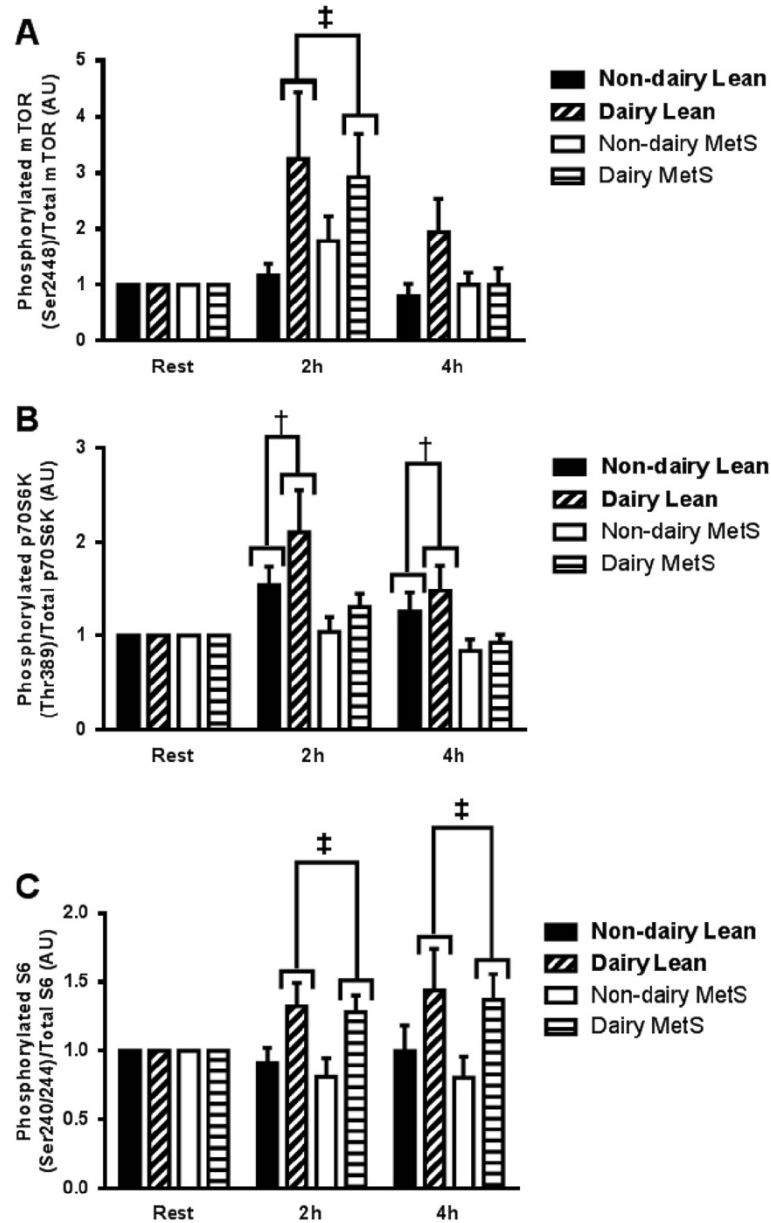 A
‡
Phosphorylated mTOR
(Ser2448)/Total mTOR (AU)
5
4
3
2
1
0
Rest
2h
4h
Non-dairy Lean
Dairy Lean
Non-dairy MetS
Dairy MetS
B
†
†
Phosphorylated p70S6K
(Thr389)/Total p70S6K (AU)
3
2
1
0
Rest
2h
4h
Non-dairy Lean
Dairy Lean
Non-dairy MetS
Dairy MetS
C
‡
‡
Phosphorylated S6
(Ser240/244)/Total S6 (AU)
2.0
1.5
1.0
0.5
0.0
Rest
2h
4h
Non-dairy Lean
Dairy Lean
Non-dairy MetS
Dairy MetS